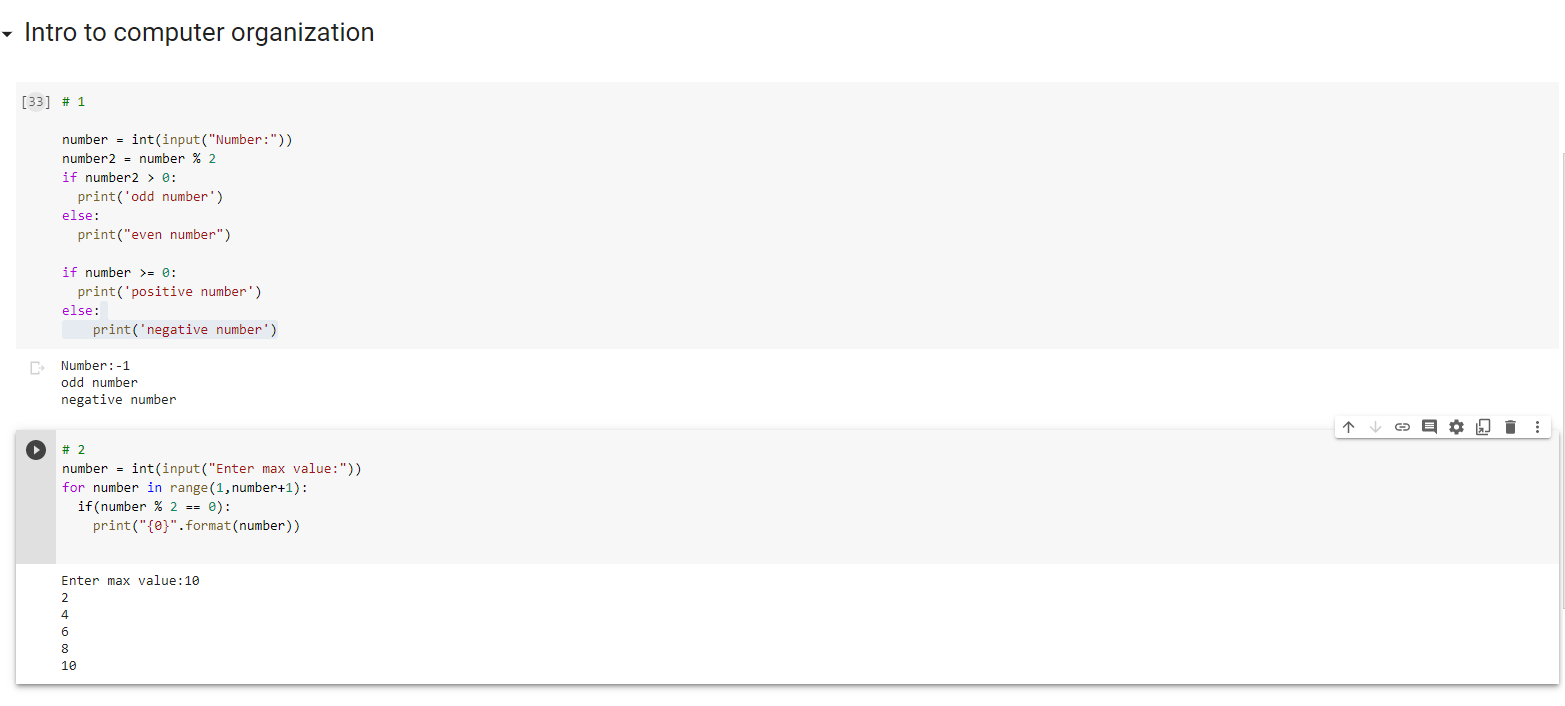 Intro to computer organization
[33] # 1
number = int(input("Number:"))
number2 = number % 2
if number2 > 0:
  print('odd number')
else:
  print("even number")
if number >= 0:
  print('positive number')
else:
    print('negative number')
Number:-1
odd number
negative number
# 2
number = int(input("Enter max value:"))
for number in range(1,number+1):
  if(number % 2 == 0):
    print("{0}".format(number))
Enter max value:10
2
4
6
8
10